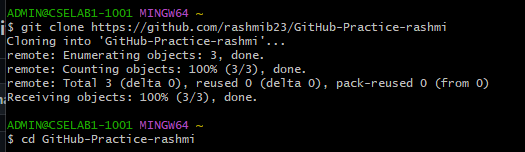 ADMIN@CSELAB1-1001 MINGW64 ~
$ git clone https://github.com/rashmib23/GitHub-Practice-rashmi
Cloning into 'GitHub-Practice-rashmi'...
remote: Enumerating objects: 3, done.
remote: Counting objects: 100% (3/3), done.
remote: Total 3 (delta 0), reused 0 (delta 0), pack-reused 0 (from 0)
Receiving objects: 100% (3/3), done.
ADMIN@CSELAB1-1001 MINGW64 ~
$ cd GitHub-Practice-rashmi